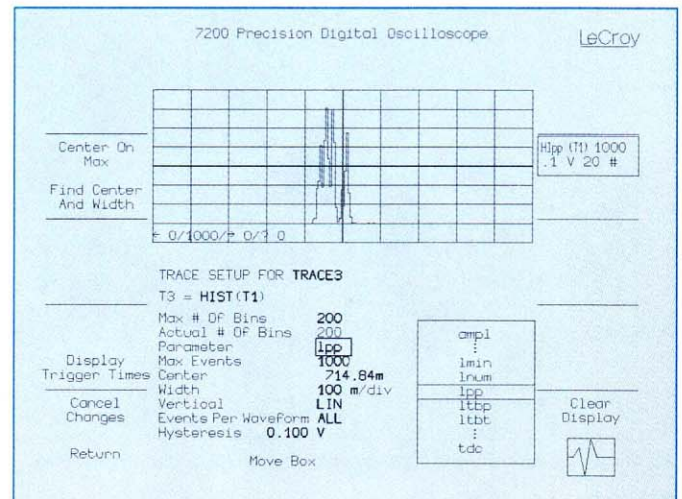 7200 Precision Digital Oscilloscope
LeCroy
Center On
Max
Find Center
And Width
HIpp (T1) 1000
.1 V 20 #
TRACE SETUP FOR TRACE3
T3 = HIST(T1)
Max # Of Bins 200
Actual # Of Bins 200
Parameter lpp
Max Events 1000
Center 714.84m
Width 100 m/div
Vertical LIN
Events Per Waveform ALL
Hysteresis 0.100 V
Move Box
Display
Trigger Times
Cancel
Changes
Return
ampl
lmin
lnum
lpp
ltbp
ltbt
tdc
Clear
Display